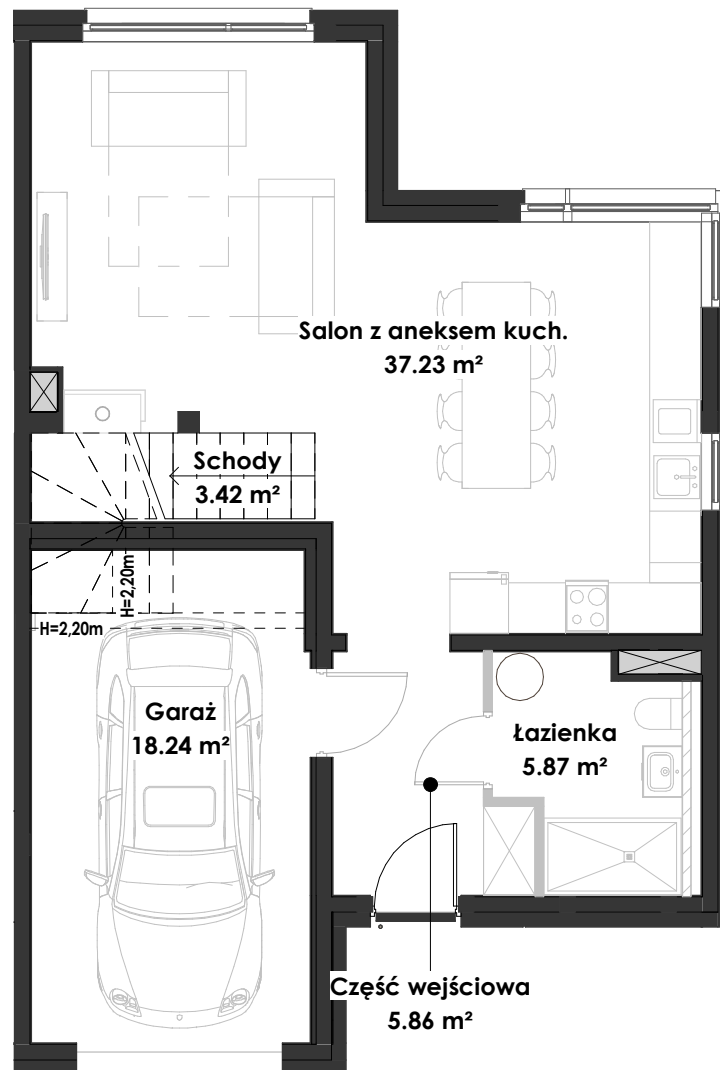 Salon z aneksem kuch.
37.23 m²
Schody
3.42 m²
H=2,20m
H=2,20m
Garaż
18.24 m²
Łazienka
5.87 m²
Część wejściowa
5.86 m²